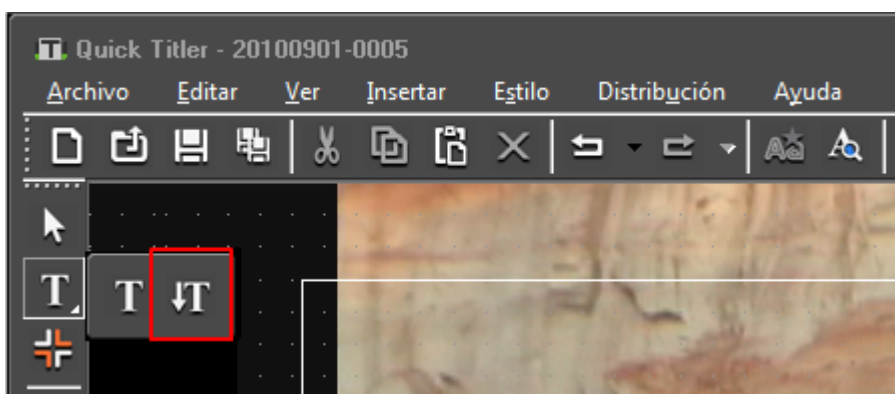 Quick Titler - 20100901-0005
Archivo Editar Ver Insertar Estilo Distribución Ayuda
T T T